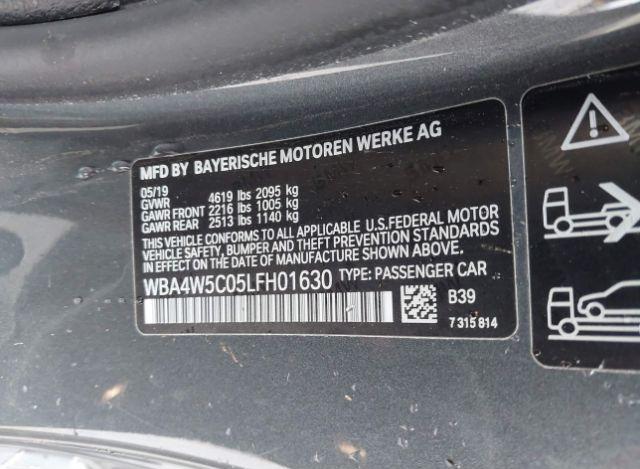 MFD BY BAYERISCHE MOTOREN WERKE AG
05/19
GVWR 4619 lbs 2095 kg
GAWR FRONT 2216 lbs 1005 kg
GAWR REAR 2513 lbs 1140 kg
THIS VEHICLE CONFORMS TO ALL APPLICABLE U.S.FEDERAL MOTOR
VEHICLE SAFETY, BUMPER AND THEFT PREVENTION STANDARDS
IN EFFECT ON THE DATE OF MANUFACTURE SHOWN ABOVE.
WBA4W5C05LFH01630 TYPE: PASSENGER CAR
B39
7 315 814